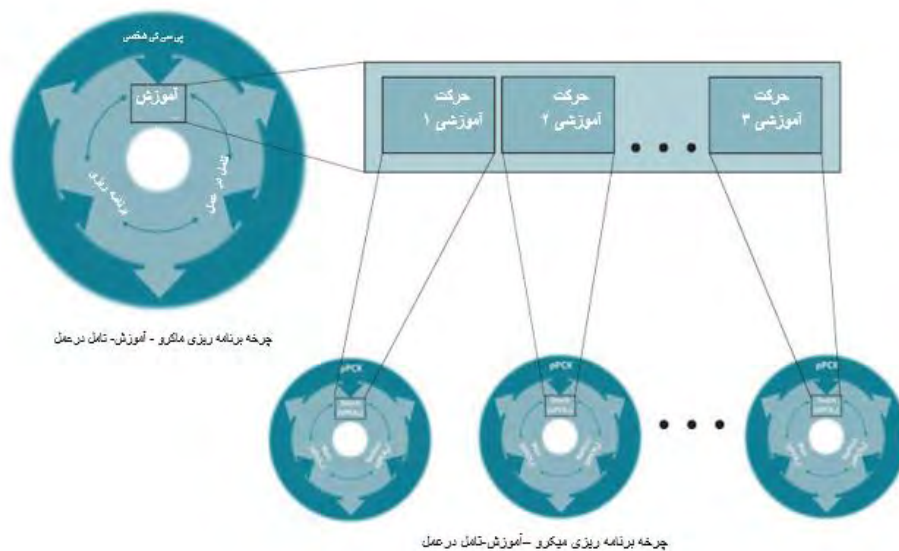 پی سی کی شخصی
آموزش
برنامه ریزی
تامل در عمل
حرکت
آموزشی ۱
حرکت
آموزشی ۲
حرکت
آموزشی ۳
چرخه برنامه ریزی ماکرو - آموزش- تامل درعمل
pPCK
pPCK
pPCK
چرخه برنامه ریزی میکرو –آموزش-تامل درعمل